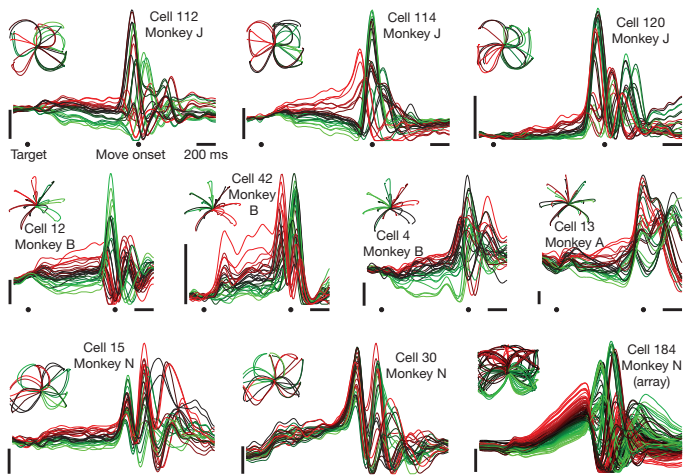 Cell 112
Monkey J
Cell 114
Monkey J
Cell 120
Monkey J
Target
Move onset
200 ms
Cell 12
Monkey B
Cell 42
Monkey
B
Cell 4
Monkey B
Cell 13
Monkey A
Cell 15
Monkey N
Cell 30
Monkey N
Cell 184
Monkey N
(array)